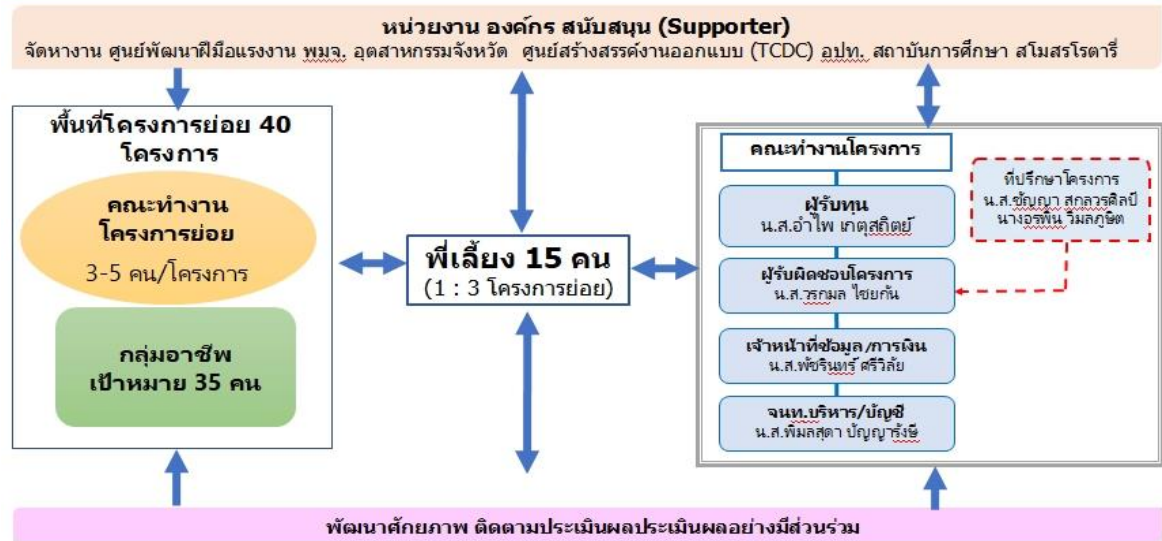 หน่วยงาน องค์กร สนับสนุน (Supporter)
จัดหางาน ศูนย์พัฒนาฝีมือแรงงาน พมจ. อุตสาหกรรมจังหวัด ศูนย์สร้างสรรค์งานออกแบบ (TCDC) อปท. สถาบันการศึกษา สโมสรโรตารี่
พื้นที่โครงการย่อย 40
โครงการ
คณะทำงาน
โครงการย่อย
3-5 คน/โครงการ
กลุ่มอาชีพ
เป้าหมาย 35 คน
พี่เลี้ยง 15 คน
(1 : 3 โครงการย่อย)
คณะทำงานโครงการ
ผู้รับทุน
น.ส.อำไพ เกตุสถิตย์
ผู้รับผิดชอบโครงการ
น.ส.วรกมล ไชยกัน
เจ้าหน้าที่ข้อมูล/การเงิน
น.ส.พัชรินทร์ ศรีวิลัย
จนท.บริหาร/บัญชี
น.ส.พิมลสุดา ปัญญารังษี
ที่ปรึกษาโครงการ
น.ส.ชัญญา สกุลวรศิลป์
นางอรพิน วิมลภูษิต
พัฒนาศักยภาพ ติดตามประเมินผลประเมินผลอย่างมีส่วนร่วม